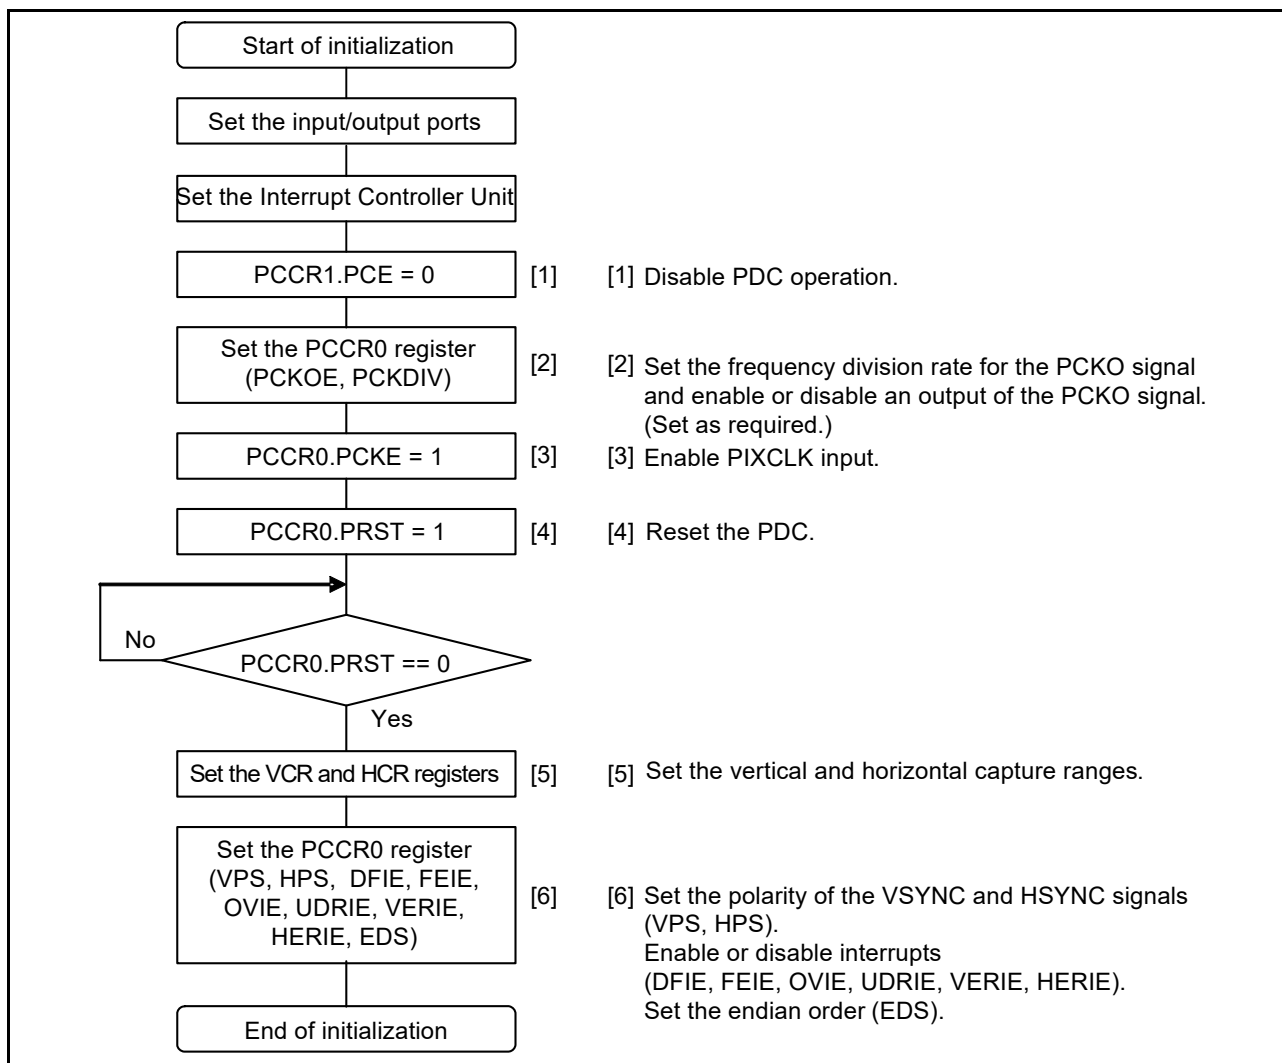 Start of initialization
Set the input/output ports
Set the Interrupt Controller Unit
PCCR1.PCE = 0
[1]
[1] Disable PDC operation.
Set the PCCR0 register
(PCKOE, PCKDIV)
[2]
[2] Set the frequency division rate for the PCKO signal
and enable or disable an output of the PCKO signal.
(Set as required.)
PCCR0.PCKE = 1
[3]
[3] Enable PIXCLK input.
PCCR0.PRST = 1
[4]
[4] Reset the PDC.
No
PCCR0.PRST == 0
Yes
Set the VCR and HCR registers
[5]
[5] Set the vertical and horizontal capture ranges.
Set the PCCR0 register
(VPS, HPS, DFIE, FEIE,
OVIE, UDRIE, VERIE,
HERIE, EDS)
[6]
[6] Set the polarity of the VSYNC and HSYNC signals
(VPS, HPS).
Enable or disable interrupts
(DFIE, FEIE, OVIE, UDRIE, VERIE, HERIE).
Set the endian order (EDS).
End of initialization